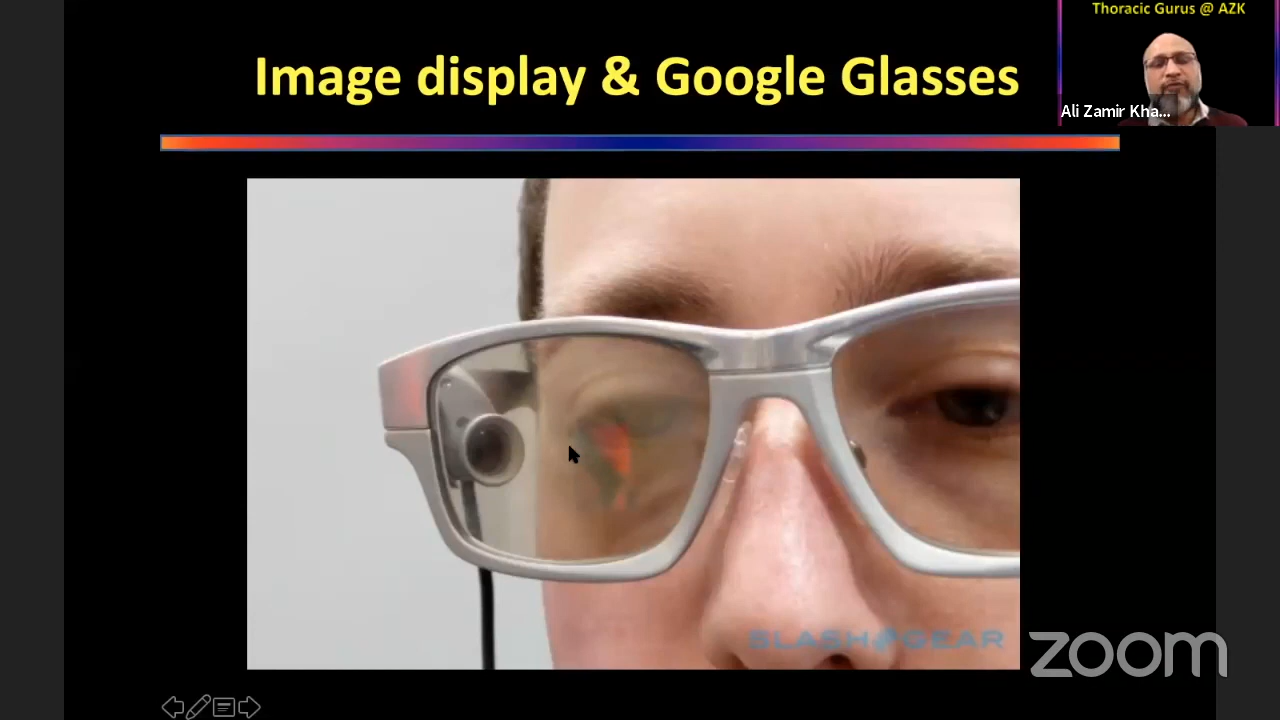 Thoracic Gurus @ AZK
Image display & Google Glasses
Ali Zamir Kha...
SLASHGEAR
zoom